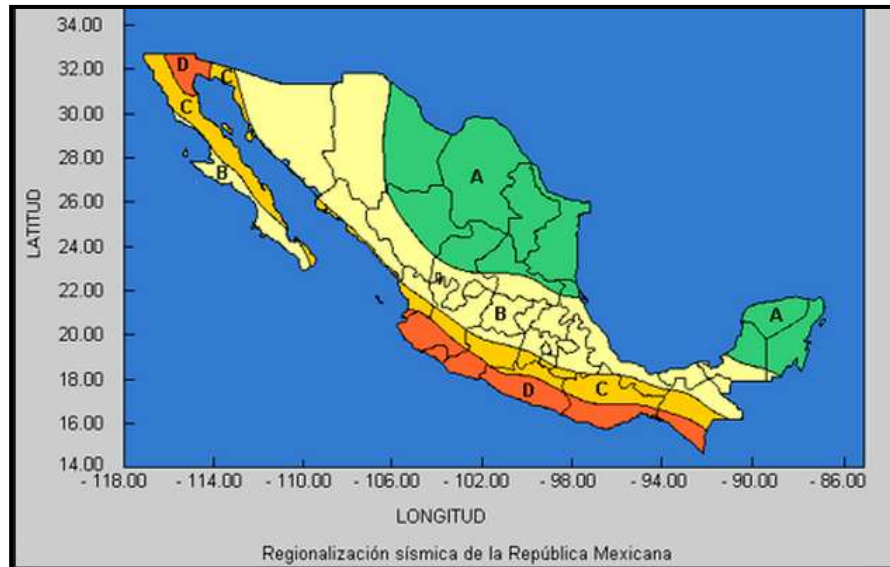 34.00
32.00
30.00
28.00
26.00
24.00
22.00
20.00
18.00
16.00
14.00
LATITUD
D
C
C
B
A
B
A
C
D
- 118.00 - 114.00 - 110.00 - 106.00 - 102.00 - 98.00 - 94.00 - 90.00 - 86.00
LONGITUD
Regionalización sísmica de la República Mexicana